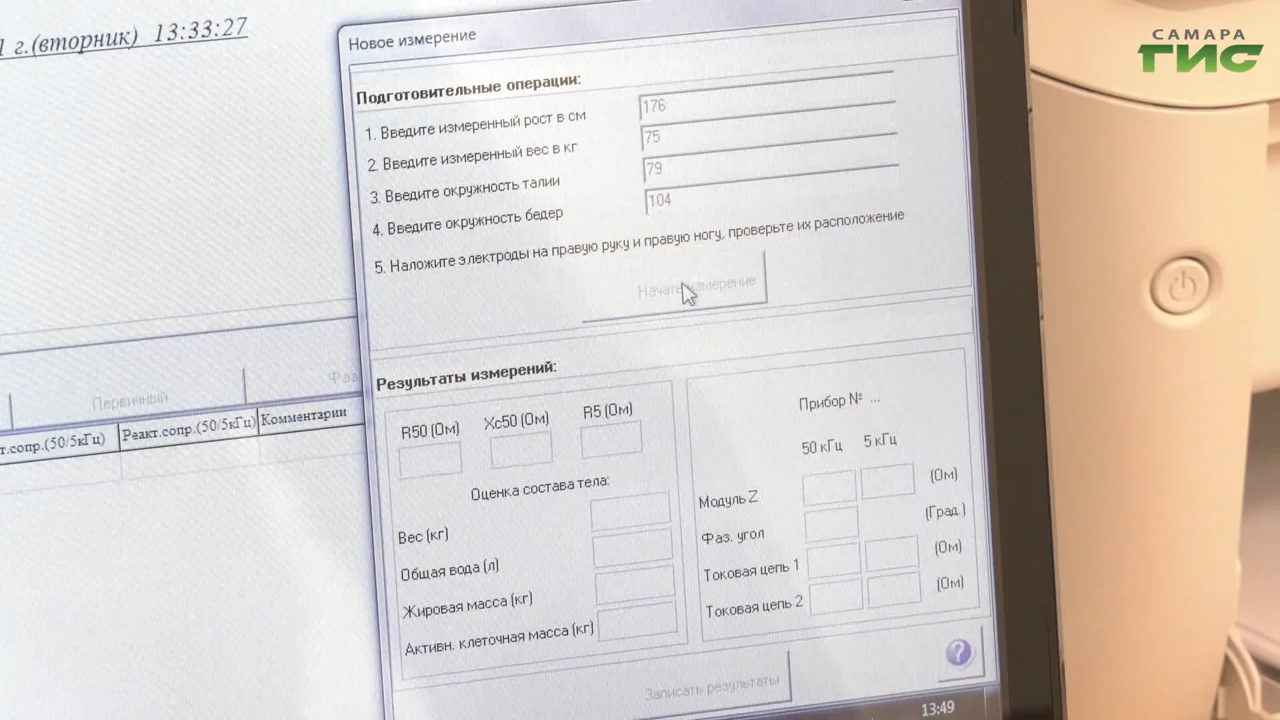 1 г.(вторник) 13:33:27
САМАРА
ГИС
Новое измерение
Подготовительные операции:
1. Введите измеренный рост в см 176
2. Введите измеренный вес в кг 75
3. Введите окружность талии 79
4. Введите окружность бедер 104
5. Наложите электроды на правую руку и правую ногу, проверьте их расположение
Начать измерение
Первичный Фаз
т.сопр.(50/5кГц) Реакт.сопр.(50/5кГц) Комментарии
Результаты измерений:
R50 (Ом) Xc50 (Ом) R5 (Ом)
Оценка состава тела:
Вес (кг)
Общая вода (л)
Жировая масса (кг)
Активн. клеточная масса (кг)
Прибор № ...
50 кГц 5 кГц
Модуль Z (Ом)
Фаз. угол (Град.)
Токовая цепь 1 (Ом)
Токовая цепь 2 (Ом)
Записать результаты
?
13:49